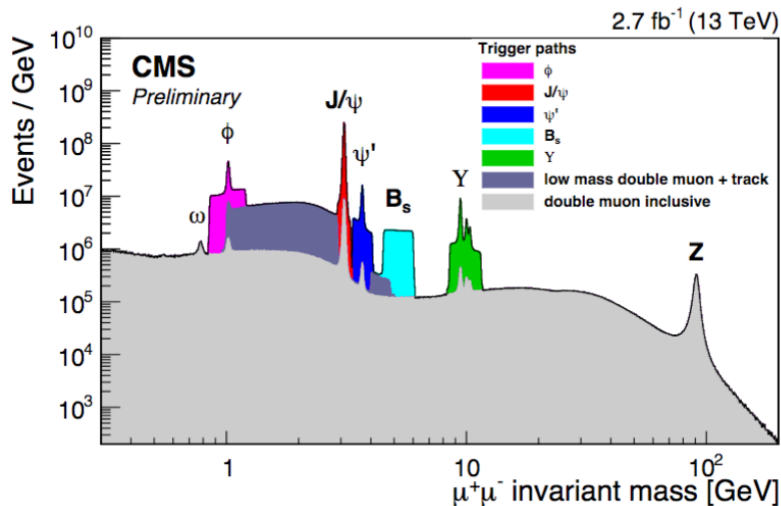 2.7 fb⁻¹ (13 TeV)
Events / GeV
10¹⁰
10⁹
10⁸
10⁷
10⁶
10⁵
10⁴
10³
CMS
Preliminary
Trigger paths
ϕ
J/ψ
ψ'
Bₛ
Υ
low mass double muon + track
double muon inclusive
ω
ϕ
J/ψ
ψ'
Bₛ
Υ
Z
1
10
10²
μ⁺μ⁻ invariant mass [GeV]